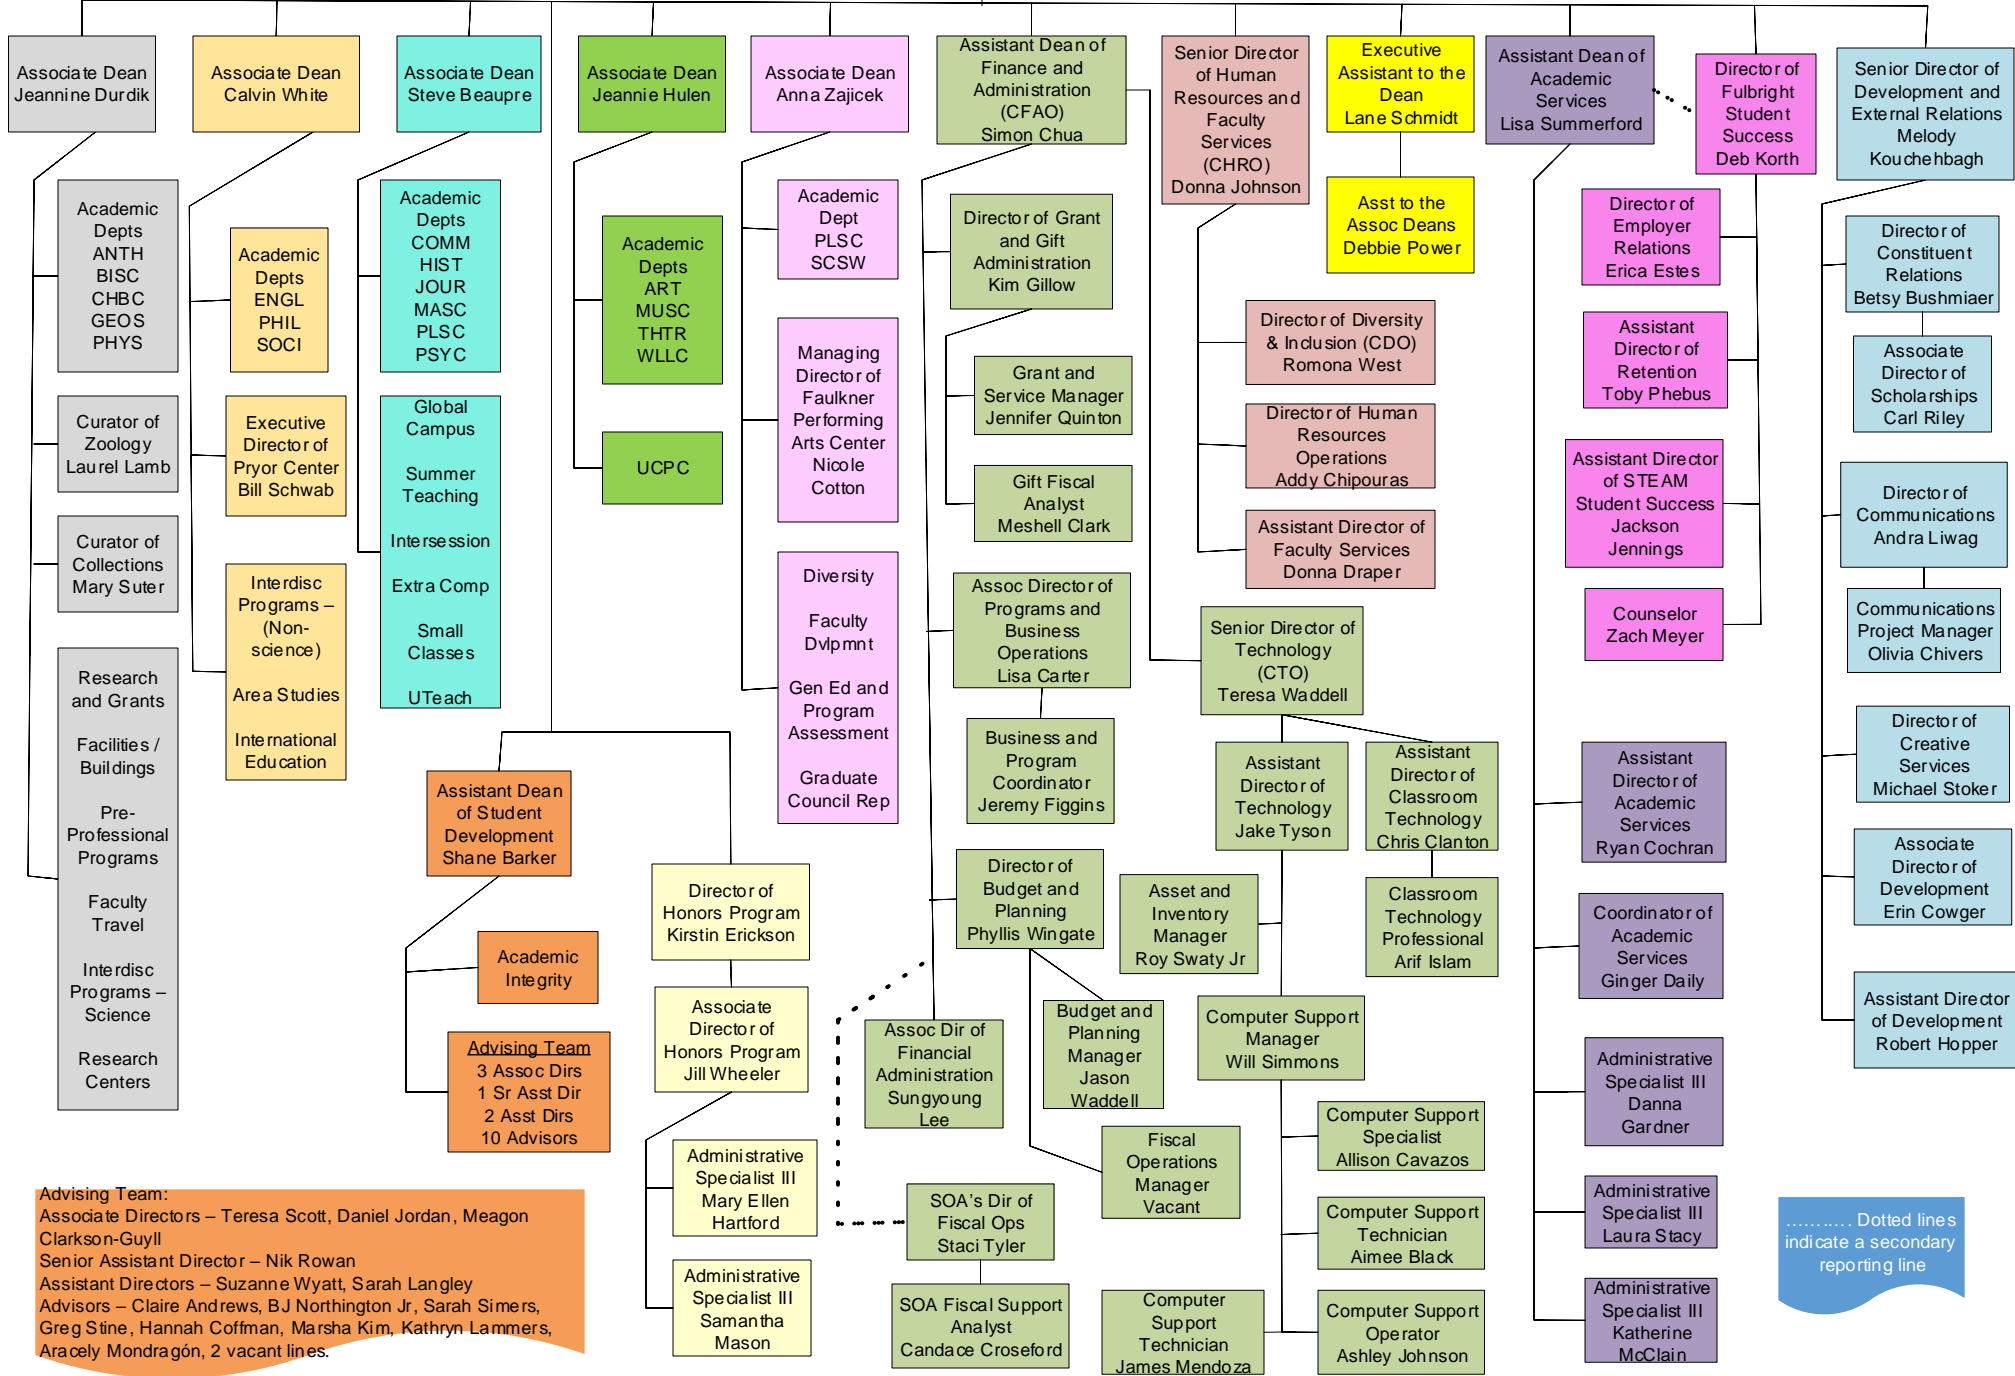 Associate Dean
Jeannine Durdik
Academic
Depts
ANTH
BISC
CHBC
GEOS
PHYS
Curator of
Zoology
Laurel Lamb
Curator of
Collections
Mary Suter
Research
and Grants
Facilities /
Buildings
Pre-
Professional
Programs
Faculty
Travel
Interdisc
Programs –
Science
Research
Centers
Associate Dean
Calvin White
Academic
Depts
ENGL
PHIL
SOCI
Executive
Director of
Pryor Center
Bill Schwab
Interdisc
Programs –
(Non-
science)
Area Studies
International
Education
Associate Dean
Steve Beaupre
Academic
Depts
COMM
HIST
JOUR
MASC
PLSC
PSYC
Global
Campus
Summer
Teaching
Intersession
Extra Comp
Small
Classes
UTeach
Assistant Dean
of Student
Development
Shane Barker
Academic
Integrity
Advising Team
3 Assoc Dirs
1 Sr Asst Dir
2 Asst Dirs
10 Advisors
Director of
Honors Program
Kirstin Erickson
Associate
Director of
Honors Program
Jill Wheeler
Administrative
Specialist III
Mary Ellen
Hartford
Administrative
Specialist III
Samantha
Mason
Associate Dean
Jeannie Hulen
Academic
Depts
ART
MUSC
THTR
WLLC
UCPC
Associate Dean
Anna Zajicek
Academic
Dept
PLSC
SCSW
Managing
Director of
Faulkner
Performing
Arts Center
Nicole
Cotton
Diversity
Faculty
Dvlpmnt
Gen Ed and
Program
Assessment
Graduate
Council Rep
Assistant Dean of
Finance and
Administration
(CFAO)
Simon Chua
Director of Grant
and Gift
Administration
Kim Gillow
Grant and
Service Manager
Jennifer Quinton
Gift Fiscal
Analyst
Meshell Clark
Assoc Director of
Programs and
Business
Operations
Lisa Carter
Business and
Program
Coordinator
Jeremy Figgins
Director of
Budget and
Planning
Phyllis Wingate
Assoc Dir of
Financial
Administration
Sungyoung
Lee
Budget and
Planning
Manager
Jason
Waddell
Fiscal
Operations
Manager
Vacant
SOA's Dir of
Fiscal Ops
Staci Tyler
SOA Fiscal Support
Analyst
Candace Croseford
Senior Director of
Technology
(CTO)
Teresa Waddell
Assistant
Director of
Technology
Jake Tyson
Assistant
Director of
Classroom
Technology
Chris Clanton
Asset and
Inventory
Manager
Roy Swaty Jr
Classroom
Technology
Professional
Arif Islam
Computer Support
Manager
Will Simmons
Computer Support
Specialist
Allison Cavazos
Computer Support
Technician
Aimee Black
Computer
Support
Technician
James Mendoza
Computer Support
Operator
Ashley Johnson
Senior Director
of Human
Resources and
Faculty
Services
(CHRO)
Donna Johnson
Director of Diversity
& Inclusion (CDO)
Romona West
Director of Human
Resources
Operations
Addy Chipouras
Assistant Director of
Faculty Services
Donna Draper
Executive
Assistant to the
Dean
Lane Schmidt
Asst to the
Assoc Deans
Debbie Power
Assistant Dean of
Academic
Services
Lisa Summerford
Assistant
Director of
Academic
Services
Ryan Cochran
Coordinator of
Academic
Services
Ginger Daily
Administrative
Specialist III
Danna
Gardner
Administrative
Specialist III
Laura Stacy
Administrative
Specialist III
Katherine
McClain
Director of
Fulbright
Student
Success
Deb Korth
Director of
Employer
Relations
Erica Estes
Assistant
Director of
Retention
Toby Phebus
Assistant Director
of STEAM
Student Success
Jackson
Jennings
Counselor
Zach Meyer
Senior Director of
Development and
External Relations
Melody
Kouchehbagh
Director of
Constituent
Relations
Betsy Bushmiaer
Associate
Director of
Scholarships
Carl Riley
Director of
Communications
Andra Liwag
Communications
Project Manager
Olivia Chivers
Director of
Creative
Services
Michael Stoker
Associate
Director of
Development
Erin Cowger
Assistant Director
of Development
Robert Hopper
Advising Team:
Associate Directors – Teresa Scott, Daniel Jordan, Meagon
Clarkson-Guyll
Senior Assistant Director – Nik Rowan
Assistant Directors – Suzanne Wyatt, Sarah Langley
Advisors – Claire Andrews, BJ Northington Jr, Sarah Simers,
Greg Stine, Hannah Coffman, Marsha Kim, Kathryn Lammers,
Aracely Mondragón, 2 vacant lines.
.......... Dotted lines
indicate a secondary
reporting line